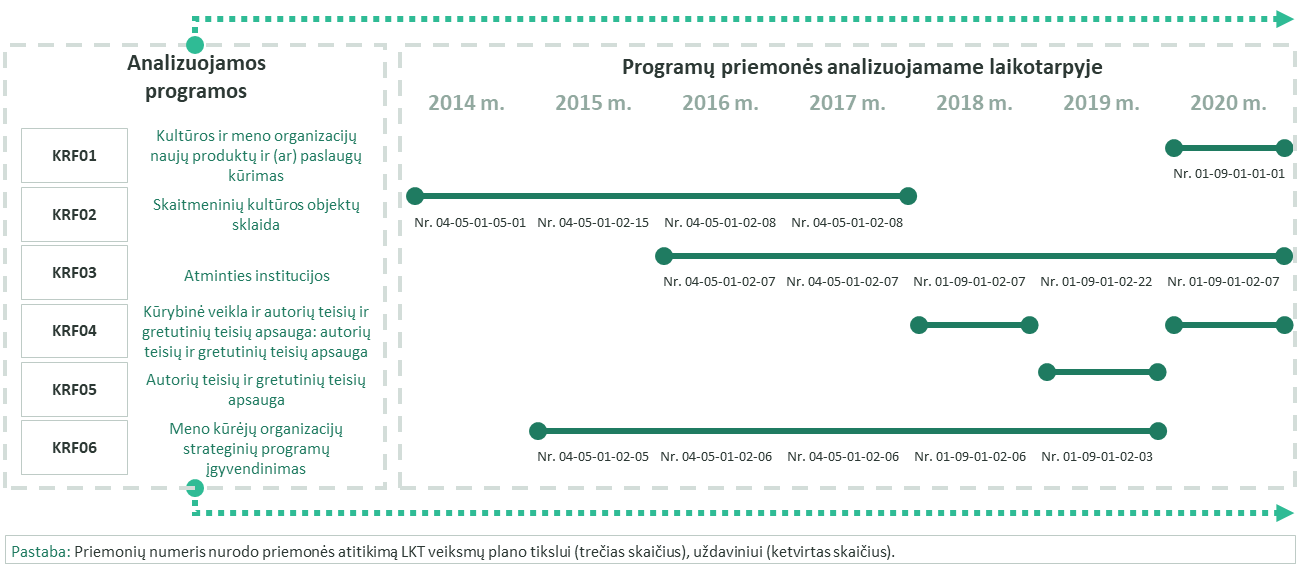 Analizuojamos
programos
Programų priemonės analizuojamame laikotarpyje
2014 m. 2015 m. 2016 m. 2017 m. 2018 m. 2019 m. 2020 m.
KRF01
Kultūros ir meno organizacijų
naujų produktų ir (ar) paslaugų
kūrimas
Nr. 01-09-01-01-01
KRF02
Skaitmeninių kultūros objektų
sklaida
Nr. 04-05-01-05-01 Nr. 04-05-01-02-15 Nr. 04-05-01-02-08 Nr. 04-05-01-02-08
KRF03
Atminties institucijos
Nr. 04-05-01-02-07 Nr. 04-05-01-02-07 Nr. 01-09-01-02-07 Nr. 01-09-01-02-22 Nr. 01-09-01-02-07
KRF04
Kūrybinė veikla ir autorių teisių ir
gretutinių teisių apsauga: autorių
teisių ir gretutinių teisių apsauga
KRF05
Autorių teisių ir gretutinių teisių
apsauga
KRF06
Meno kūrėjų organizacijų
strateginių programų
įgyvendinimas
Nr. 04-05-01-02-05 Nr. 04-05-01-02-06 Nr. 04-05-01-02-06 Nr. 01-09-01-02-06 Nr. 01-09-01-02-03
Pastaba: Priemonių numeris nurodo priemonės atitikimą LKT veiksmų plano tikslui (trečias skaičius), uždaviniui (ketvirtas skaičius).